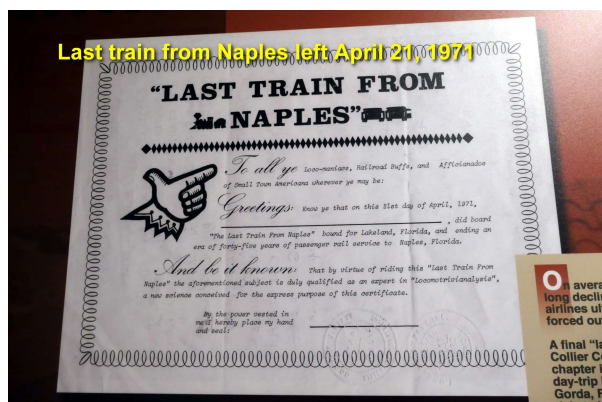 Last train from Naples left April 21, 1971
"LAST TRAIN FROM
NAPLES"
To all ye Loco-maniacs, Railroad Buffs, and Afficianados
of Small Town Americana wherever ye may be:
Greetings: Know ye that on this 21st day of April, 1971,
, did board
"The Last Train From Naples" bound for Lakeland, Florida, and ending an
era of forty-five years of passenger rail service to Naples, Florida.
And be it known: That by virtue of riding this "Last Train From
Naples" the aforementioned subject is duly qualified as an expert in "Locomotrivianalysis",
a new science conceived for the express purpose of this certificate.
By the power vested in
me I hereby place my hand
and seal:
On avera
long declin
airlines ul
forced ou
A final "la
Collier Co
chapter i
day-trip
Gorda, F